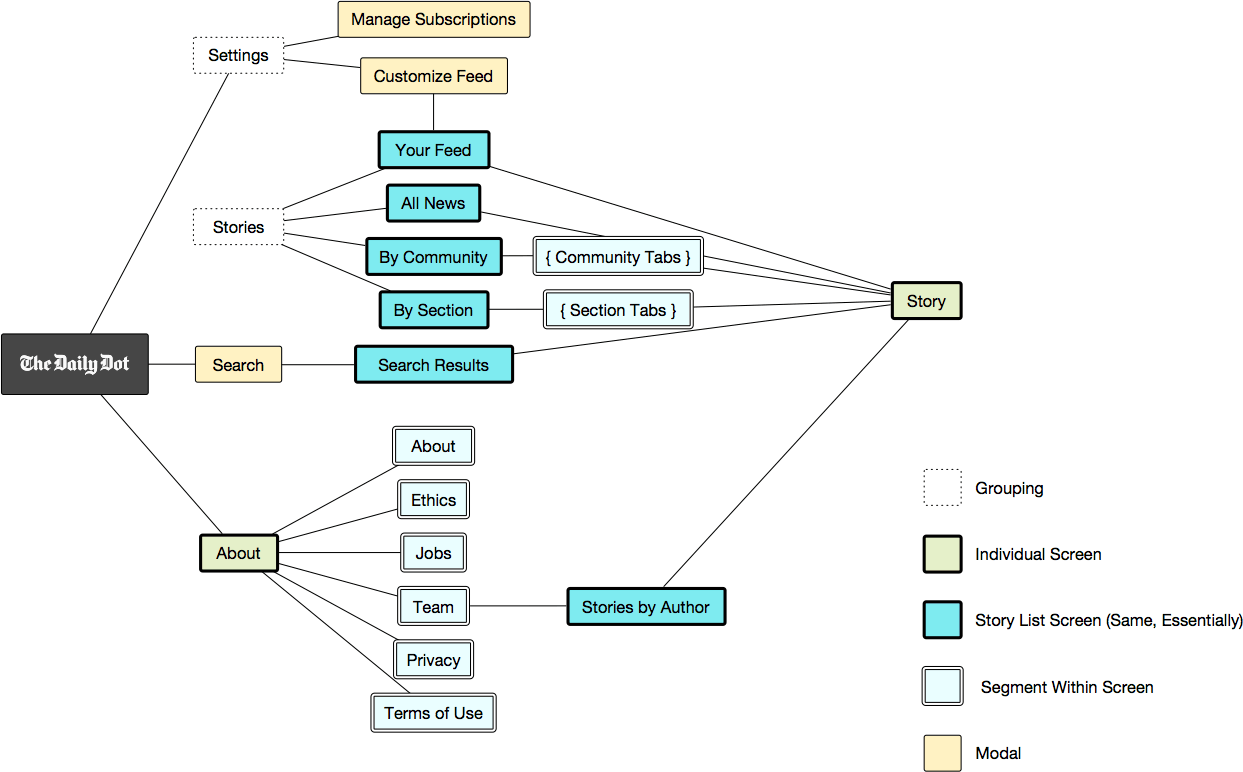 Manage Subscriptions
Settings
Customize Feed
Your Feed
All News
Stories
By Community
{ Community Tabs }
By Section
{ Section Tabs }
Story
The Daily Dot
Search
Search Results
About
Ethics
About
Jobs
Team
Stories by Author
Privacy
Terms of Use
Grouping
Individual Screen
Story List Screen (Same, Essentially)
Segment Within Screen
Modal